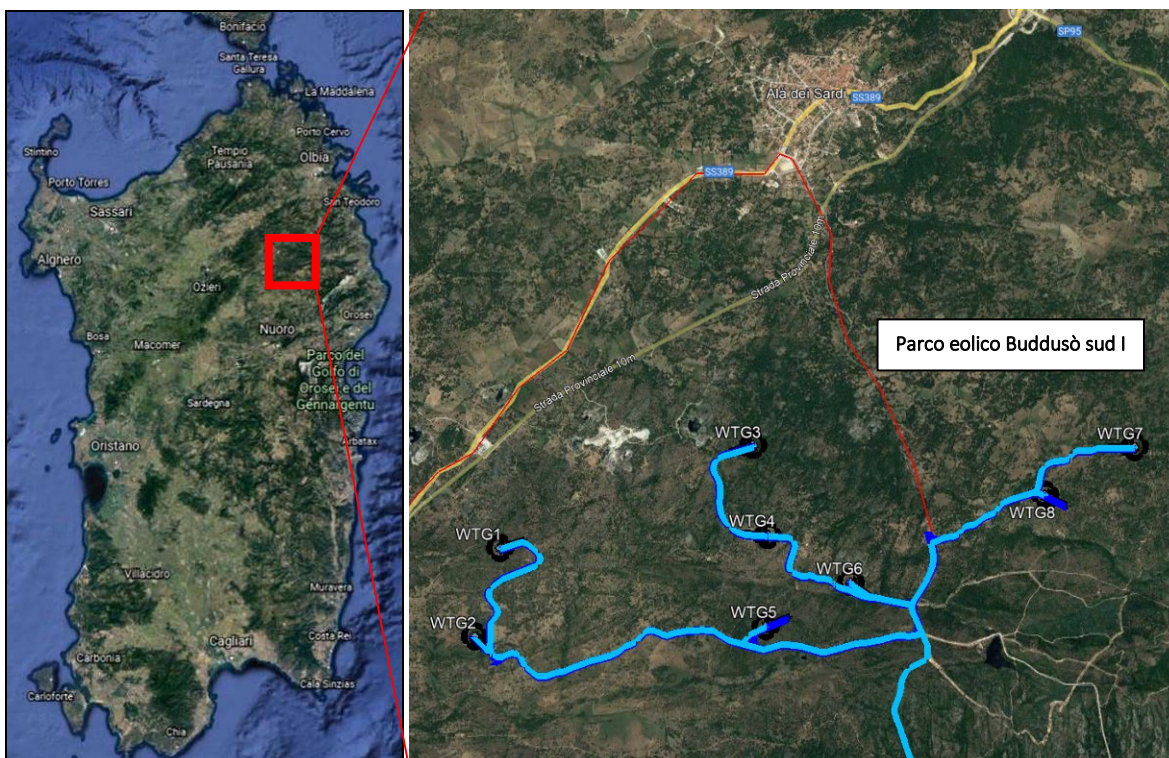 Bonifacio
Santa Teresa
Gallura
La Maddalena
Porto Cervo
Tempio
Pausania
Olbia
Stintino
Porto Torres
San Teodoro
Sassari
Alghero
Ozieri
Orosei
Nuoro
Bosa
Macomer
Parco del
Golfo di
Orosei e del
Gennargentu
Sardegna
Arbatax
Oristano
Villacidro
Muravera
Cagliari
Costa Rei
Carbonia
Cala Sinzias
Carloforte
Chia
SP95
Alà dei Sardi
SS389
SS389
Strada Provinciale 10m
Strada Provinciale 10m
Parco eolico Buddusò sud I
WTG3
WTG7
WTG8
WTG1
WTG4
WTG6
WTG5
WTG2